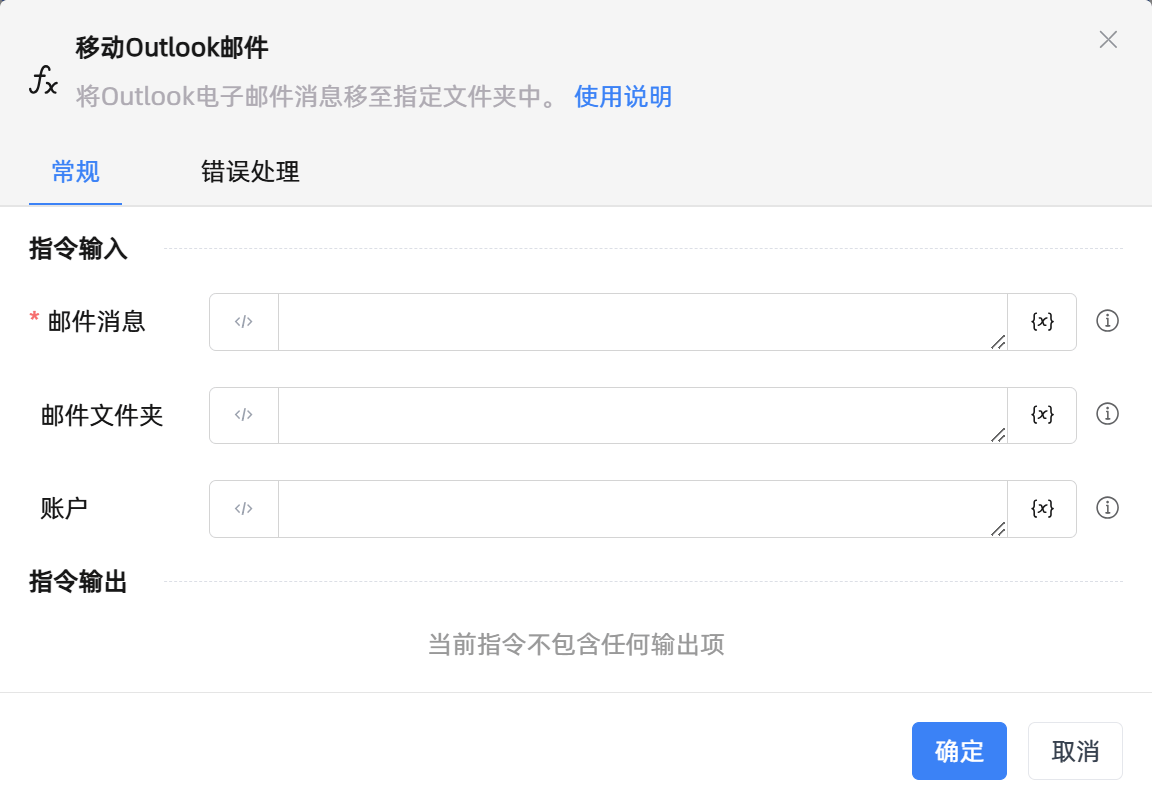 移动Outlook邮件
fx
将Outlook电子邮件消息移至指定文件夹中。 使用说明
常规 错误处理
指令输入
* 邮件消息 </> {x}
邮件文件夹 </> {x}
账户 </> {x}
指令输出
当前指令不包含任何输出项
确定 取消